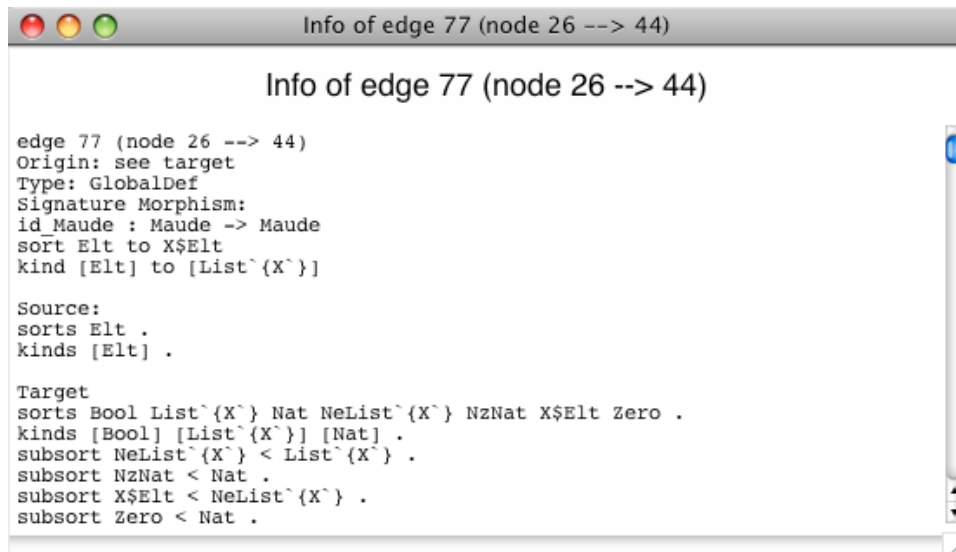 Info of edge 77 (node 26 --> 44)
Info of edge 77 (node 26 --> 44)
edge 77 (node 26 --> 44)
Origin: see target
Type: GlobalDef
Signature Morphism:
id_Maude : Maude -> Maude
sort Elt to X$Elt
kind [Elt] to [List`{X`}]
Source:
sorts Elt .
kinds [Elt] .
Target
sorts Bool List`{X`} Nat NeList`{X`} NzNat X$Elt Zero .
kinds [Bool] [List`{X`}] [Nat] .
subsort NeList`{X`} < List`{X`} .
subsort NzNat < Nat .
subsort X$Elt < NeList`{X`} .
subsort Zero < Nat .